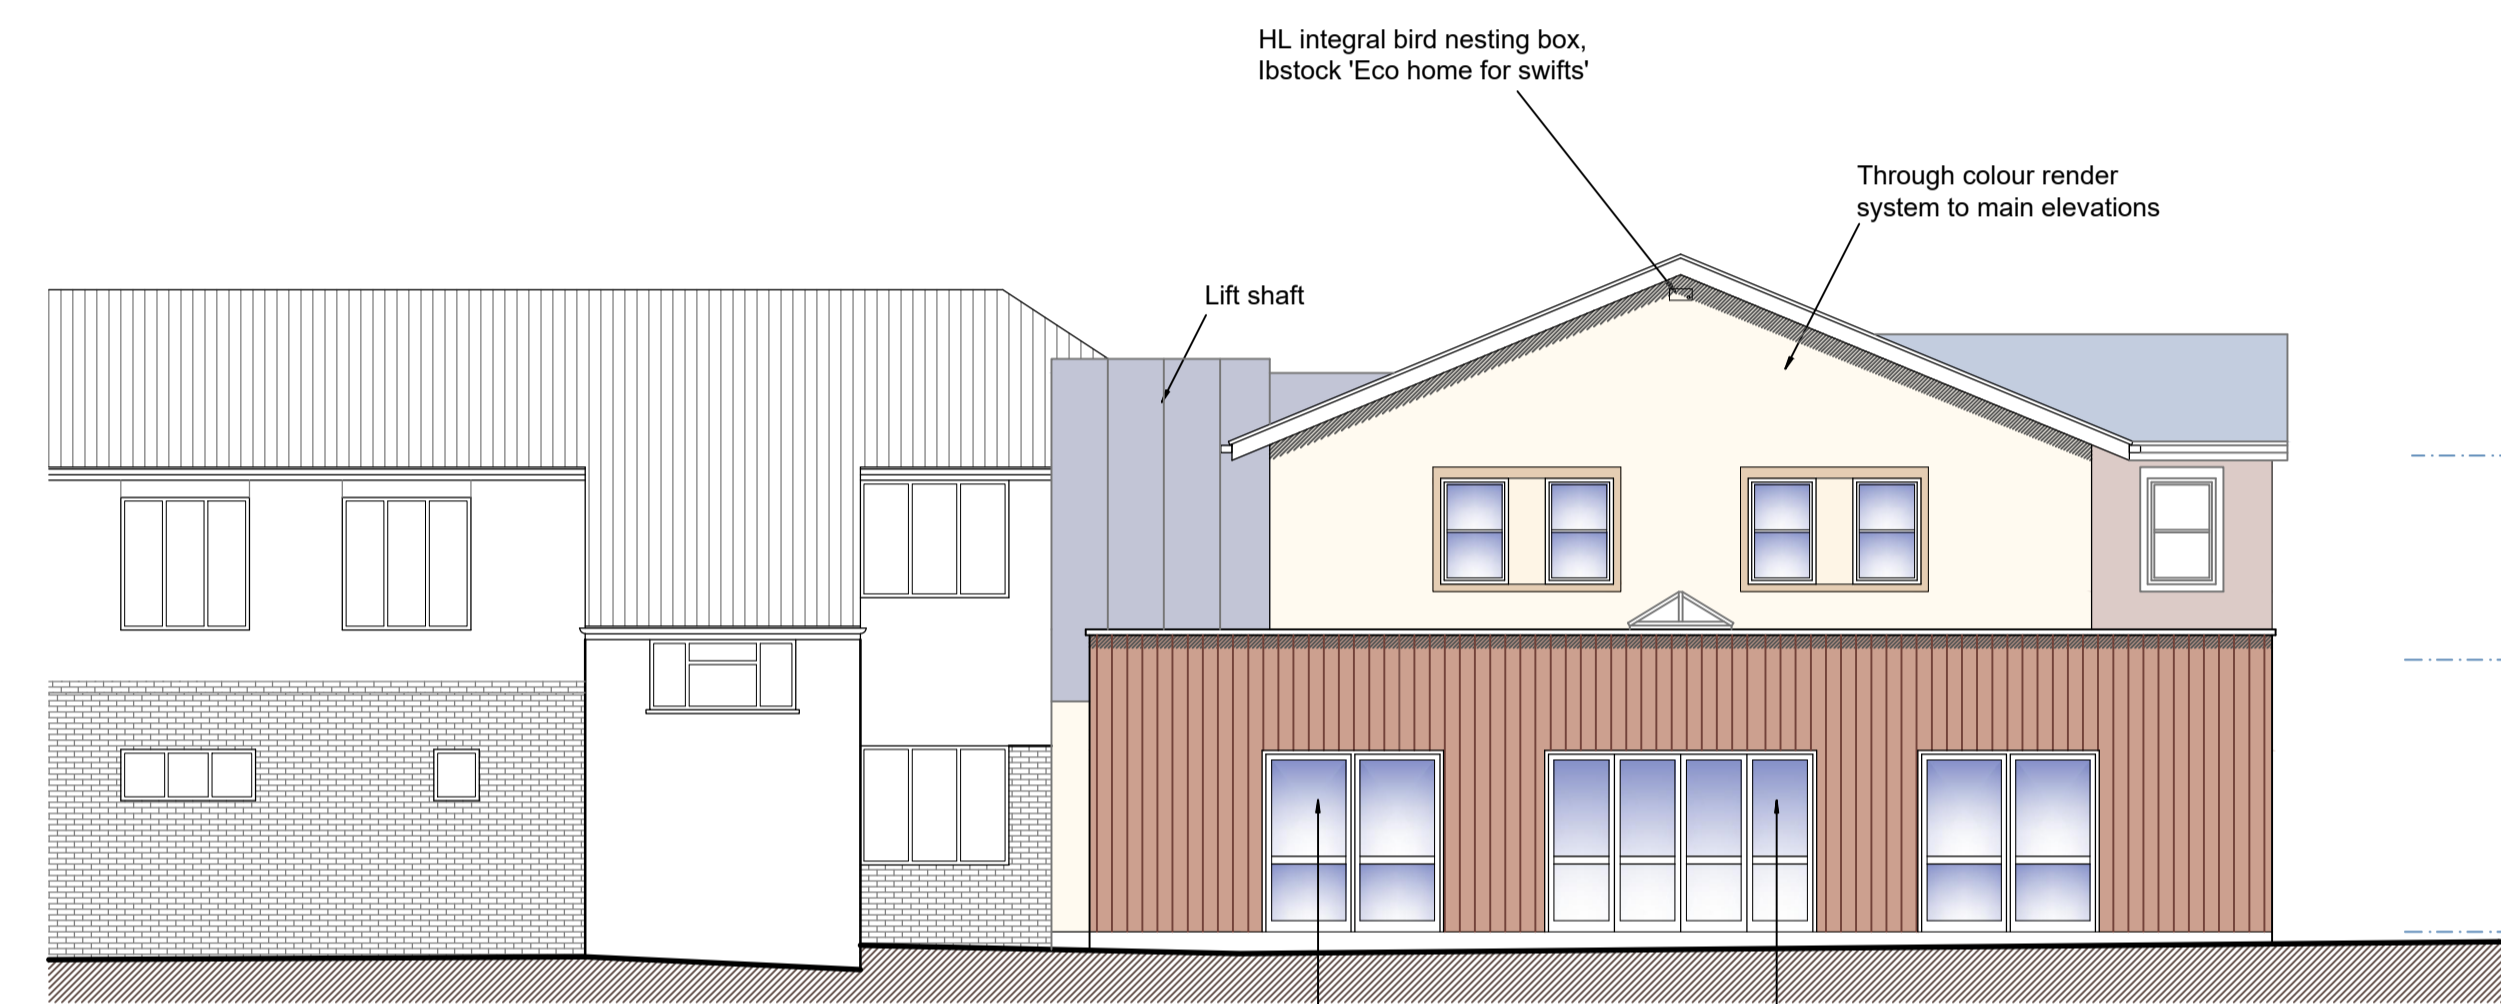 HL integral bird nesting box,
Ibstock 'Eco home for swifts'
Through colour render
system to main elevations
Lift shaft